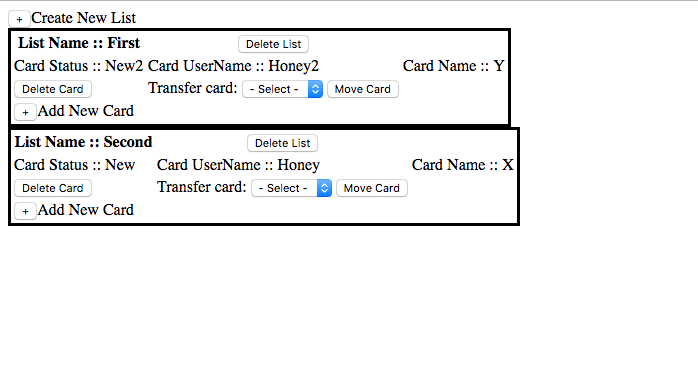 + Create New List
List Name :: First Delete List
Card Status :: New2 Card UserName :: Honey2 Card Name :: Y
Delete Card Transfer card: - Select - Move Card
+ Add New Card
List Name :: Second Delete List
Card Status :: New Card UserName :: Honey Card Name :: X
Delete Card Transfer card: - Select - Move Card
+ Add New Card